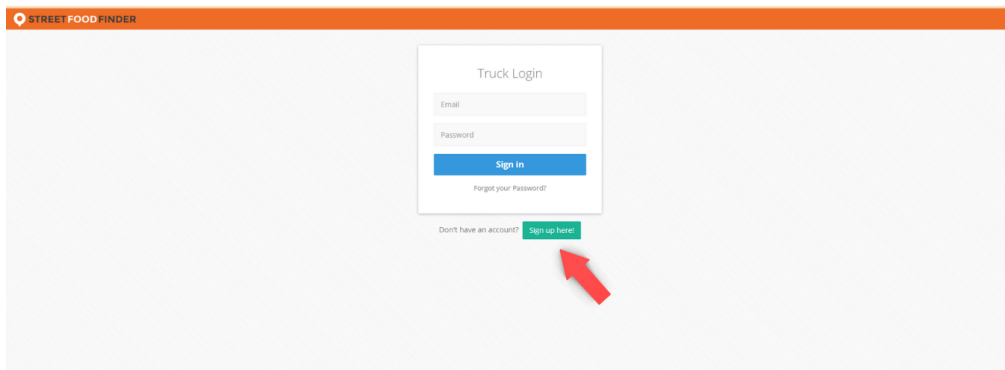 STREET FOOD FINDER
Truck Login
Email
Password
Sign in
Forgot your Password?
Don't have an account? Sign up here!